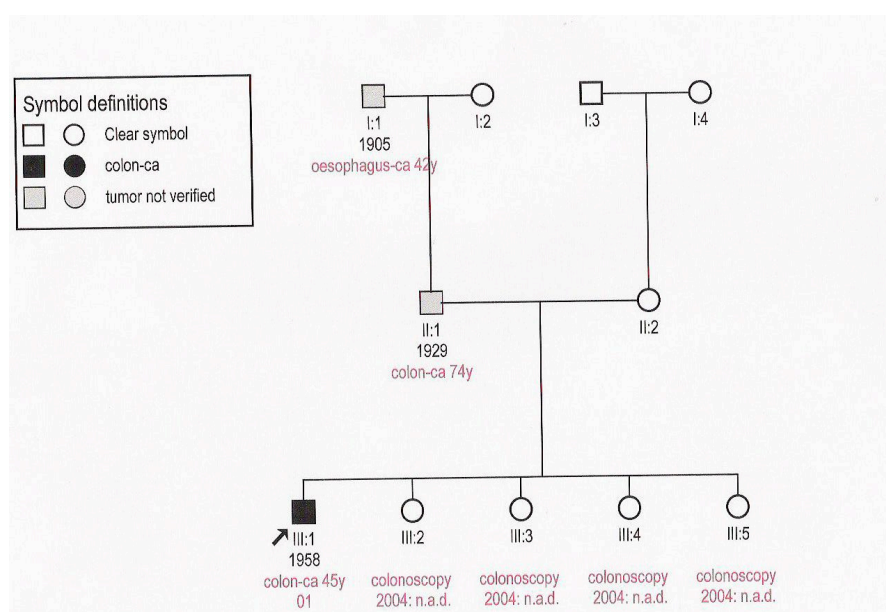 Symbol definitions
Clear symbol
colon-ca
tumor not verified
I:1
1905
oesophagus-ca 42y
I:2
I:3
I:4
II:1
1929
colon-ca 74y
II:2
III:1
1958
colon-ca 45y
01
III:2
colonoscopy
2004: n.a.d.
III:3
colonoscopy
2004: n.a.d.
III:4
colonoscopy
2004: n.a.d.
III:5
colonoscopy
2004: n.a.d.